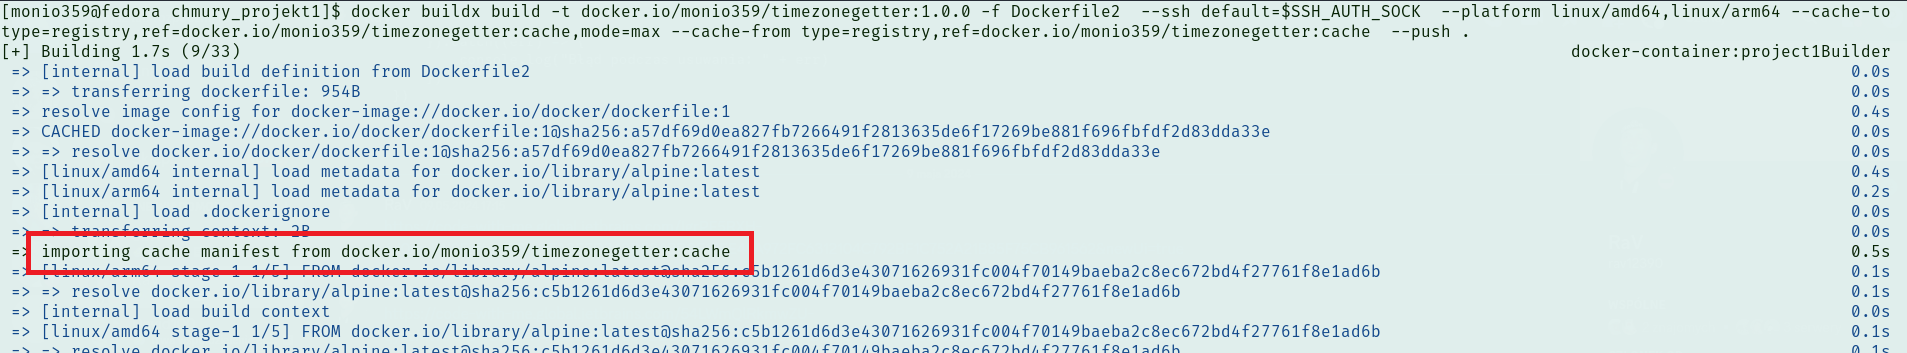 [monio359@fedora chmury_projekt1]$ docker buildx build -t docker.io/monio359/timezonegetter:1.0.0 -f Dockerfile2  --ssh default=$SSH_AUTH_SOCK  --platform linux/amd64,linux/arm64 --cache-to
type=registry,ref=docker.io/monio359/timezonegetter:cache,mode=max --cache-from type=registry,ref=docker.io/monio359/timezonegetter:cache  --push .
[+] Building 1.7s (9/33) docker-container:project1Builder
=> [internal] load build definition from Dockerfile2 0.0s
=> => transferring dockerfile: 954B 0.0s
=> resolve image config for docker-image://docker.io/docker/dockerfile:1 0.4s
=> CACHED docker-image://docker.io/docker/dockerfile:1@sha256:a57df69d0ea827fb7266491f2813635de6f17269be881f696fbfdf2d83dda33e 0.0s
=> => resolve docker.io/docker/dockerfile:1@sha256:a57df69d0ea827fb7266491f2813635de6f17269be881f696fbfdf2d83dda33e 0.0s
=> [linux/amd64 internal] load metadata for docker.io/library/alpine:latest 0.4s
=> [linux/arm64 internal] load metadata for docker.io/library/alpine:latest 0.2s
=> [internal] load .dockerignore 0.0s
=> => transferring context: 2B 0.0s
=> importing cache manifest from docker.io/monio359/timezonegetter:cache 0.5s
=> [linux/arm64 stage-1 1/5] FROM docker.io/library/alpine:latest@sha256:c5b1261d6d3e43071626931fc004f70149baeba2c8ec672bd4f27761f8e1ad6b 0.1s
=> => resolve docker.io/library/alpine:latest@sha256:c5b1261d6d3e43071626931fc004f70149baeba2c8ec672bd4f27761f8e1ad6b 0.1s
=> [internal] load build context 0.0s
=> [linux/amd64 stage-1 1/5] FROM docker.io/library/alpine:latest@sha256:c5b1261d6d3e43071626931fc004f70149baeba2c8ec672bd4f27761f8e1ad6b 0.1s
=> => resolve docker.io/library/alpine:latest@sha256:c5b1261d6d3e43071626931fc004f70149baeba2c8ec672bd4f27761f8e1ad6b 0.1s